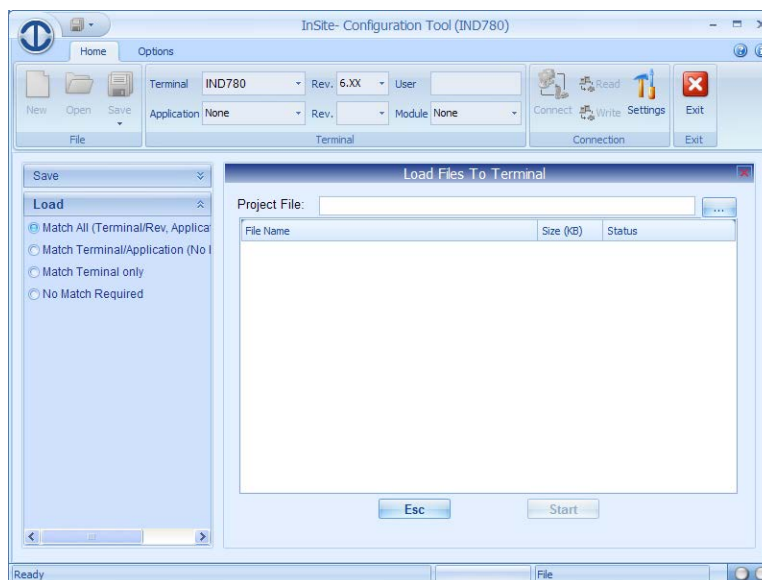 InSite- Configuration Tool (IND780)
Home Options
Terminal IND780 Rev. 6.XX User
Application None Rev. Module None
New Open Save
Connect Read Write Settings
Exit
File Terminal Connection Exit
Save
Load
Match All (Terminal/Rev, Applica
Match Terminal/Application (No
Match Teminal only
No Match Required
Load Files To Terminal
Project File: ...
File Name Size (KB) Status
Esc Start
Ready File